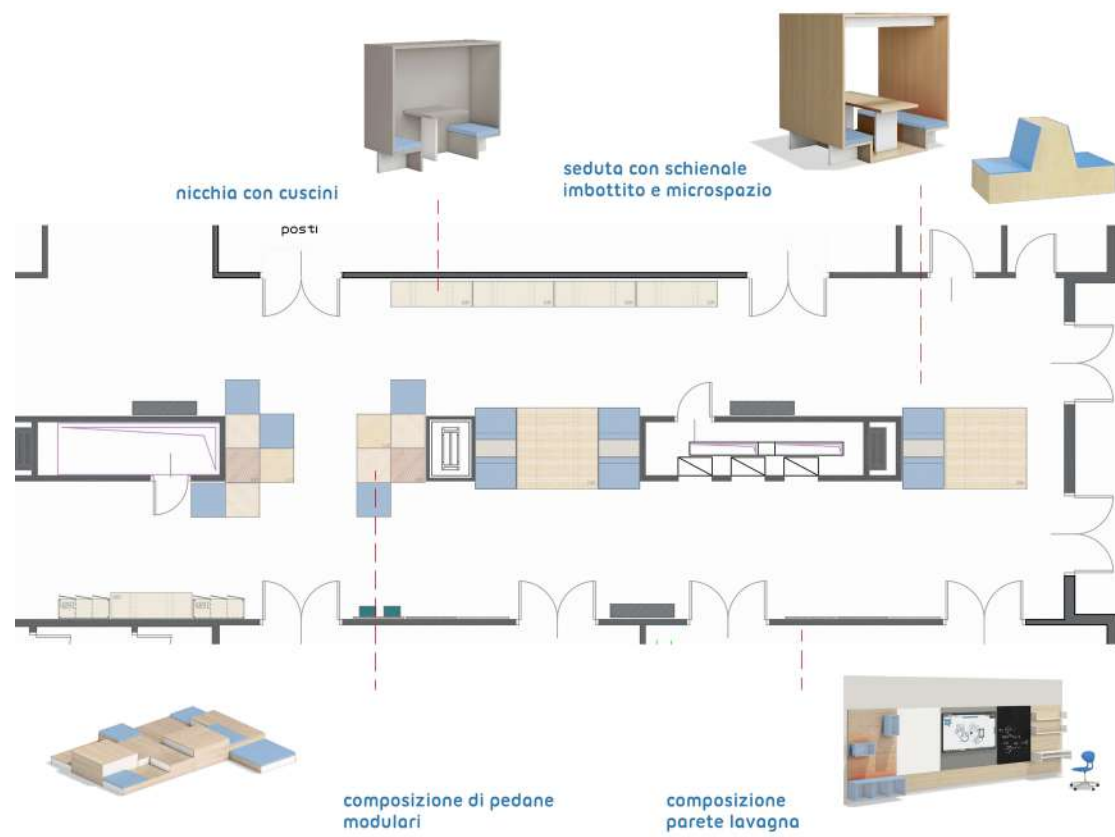 nicchia con cuscini
seduta con schienale
imbottito e microspazio
posti
composizione di pedane
modulari
composizione
parete lavagna